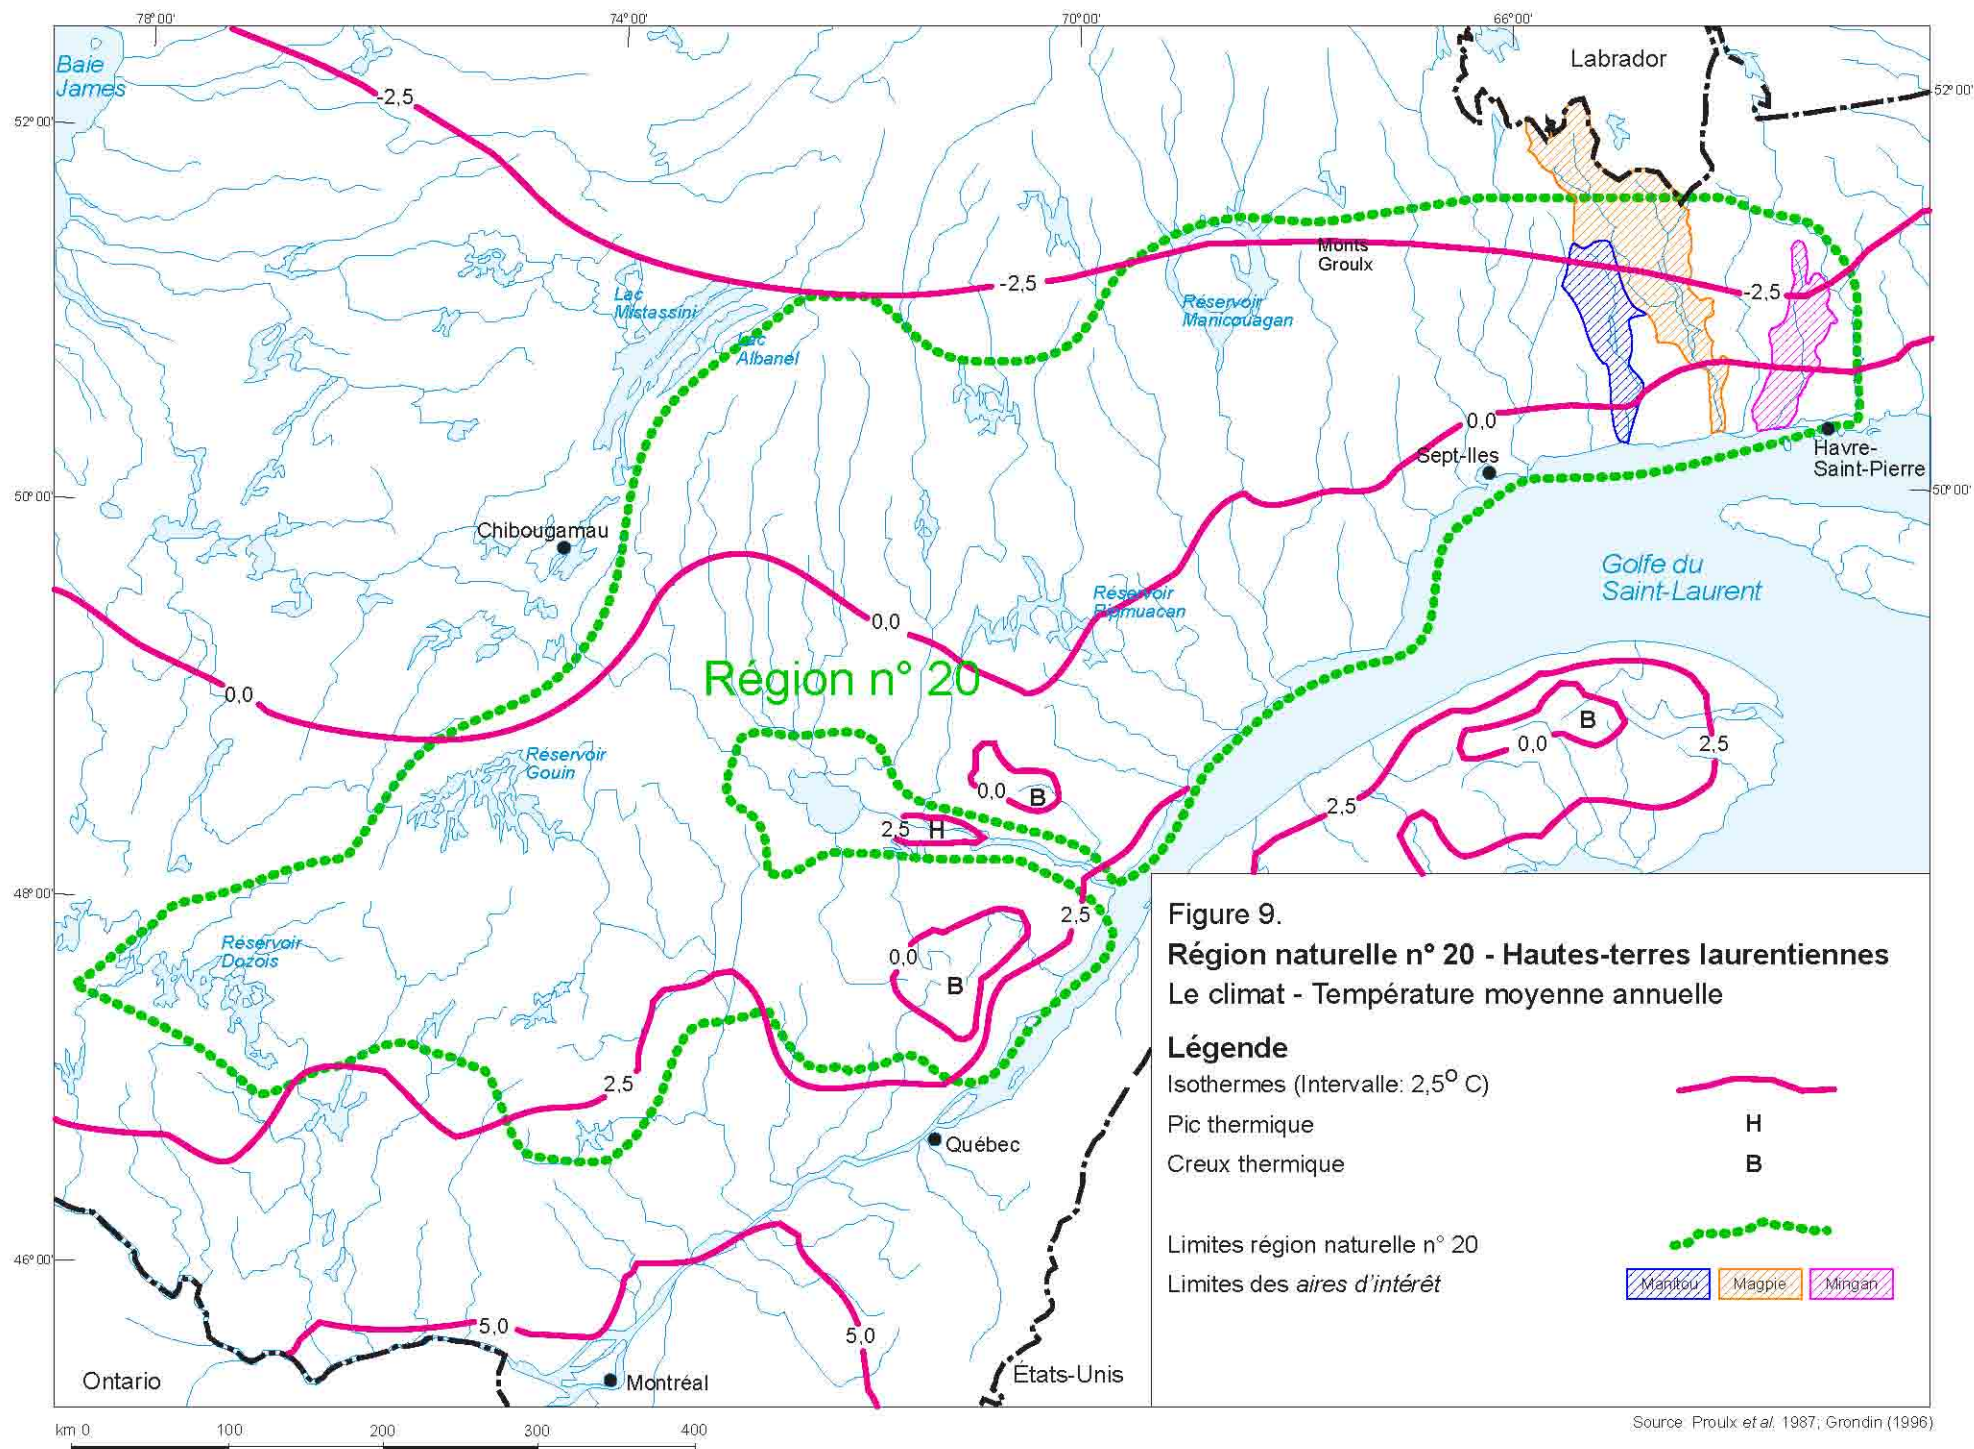 78° 00'
74° 00'
70° 00'
66° 00'
Baie
James
Labrador
-2,5
52° 00'
52° 00'
Monts
Groulx
-2,5
-2,5
Lac
Mistassini
Réservoir
Manicouagan
Lac
Albanel
0,0
Sept-Iles
Havre-
Saint-Pierre
50° 00'
50° 00'
Chibougamau
Golfe du
Saint-Laurent
Réservoir
Pipmuacan
0,0
Région n° 20
0,0
B
0,0
2,5
Réservoir
Gouin
0,0
B
2,5
2,5
H
48° 00'
2,5
Réservoir
Dozois
0,0
B
2,5
Québec
46° 00'
5,0
5,0
Ontario
Montréal
États-Unis
Figure 9.
Région naturelle n° 20 - Hautes-terres laurentiennes
Le climat - Température moyenne annuelle
Légende
Isothermes (Intervalle: 2,5° C)
Pic thermique H
Creux thermique B
Limites région naturelle n° 20
Limites des aires d'intérêt Manitou Magpie Mingan
Source: Proulx et al. 1987; Grondin (1996)
km 0 100 200 300 400